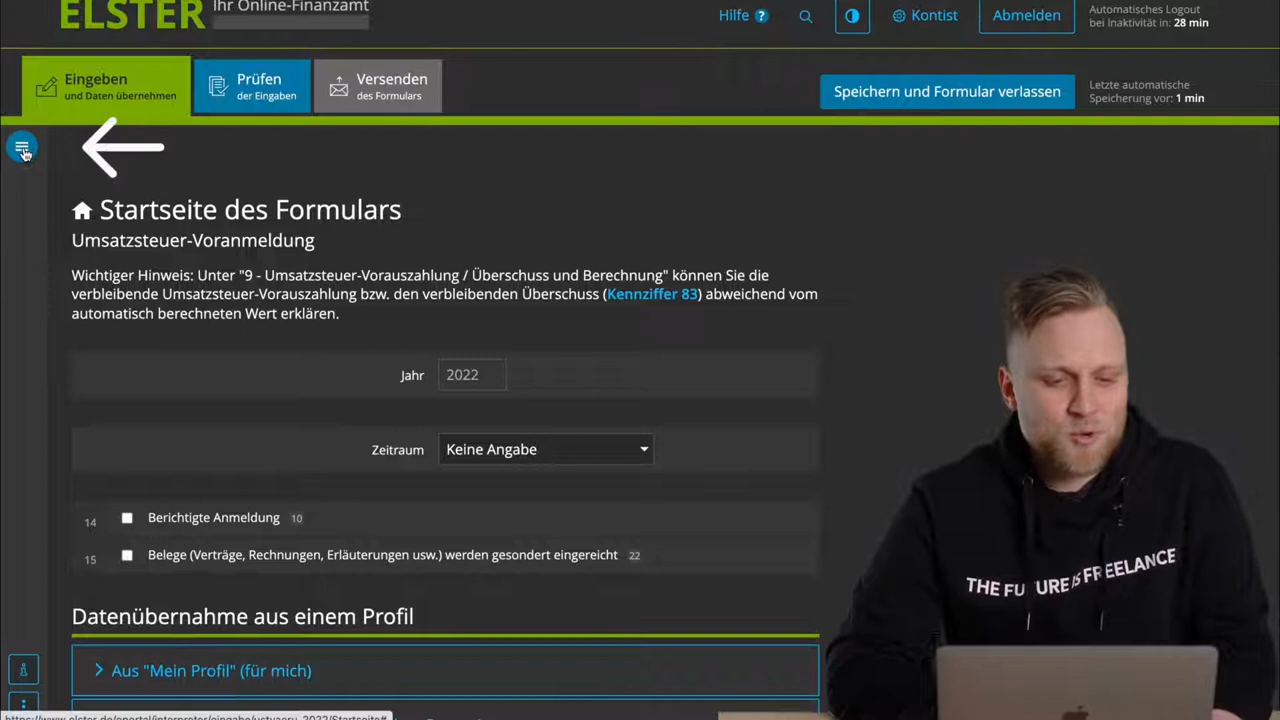 ELSTER
Ihr Online-Finanzamt
Hilfe ?
Kontist
Abmelden
Automatisches Logout
bei Inaktivität in: 28 min
Eingeben
und Daten übernehmen
Prüfen
der Eingaben
Versenden
des Formulars
Speichern und Formular verlassen
Letzte automatische
Speicherung vor: 1 min
Startseite des Formulars
Umsatzsteuer-Voranmeldung
Wichtiger Hinweis: Unter "9 - Umsatzsteuer-Vorauszahlung / Überschuss und Berechnung" können Sie die
verbleibende Umsatzsteuer-Vorauszahlung bzw. den verbleibenden Überschuss (Kennziffer 83) abweichend vom
automatisch berechneten Wert erklären.
Jahr 2022
Zeitraum Keine Angabe
14 Berichtigte Anmeldung 10
15 Belege (Verträge, Rechnungen, Erläuterungen usw.) werden gesondert eingereicht 22
THE FUTURE IS FREELANCE
Datenübernahme aus einem Profil
Aus "Mein Profil" (für mich)